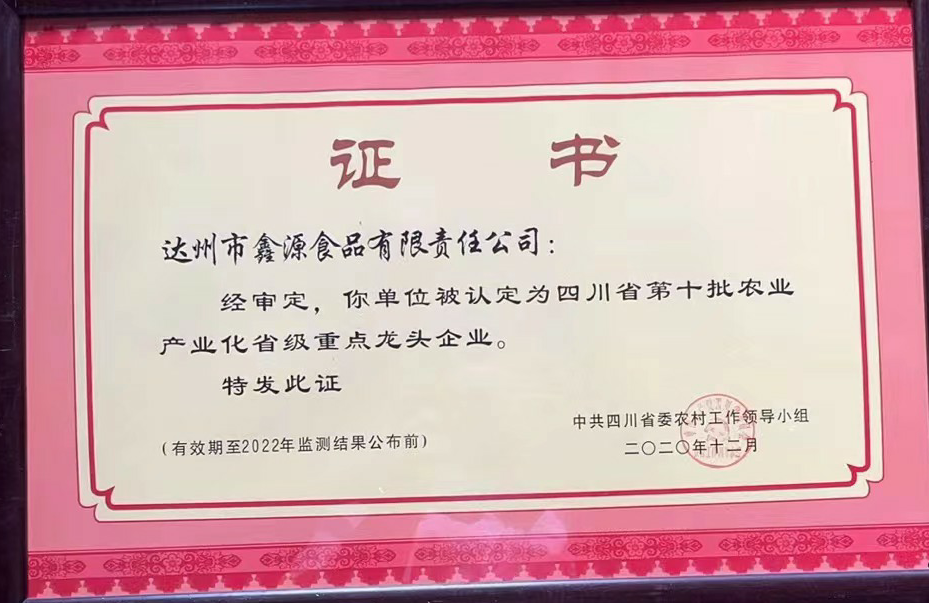 证书
达州市鑫源食品有限责任公司：
经审定，你单位被认定为四川省第十批农业
产业化省级重点龙头企业。
特发此证
中共四川省委农村工作领导小组
(有效期至2022年监测结果公布前)
二〇二〇年十二月